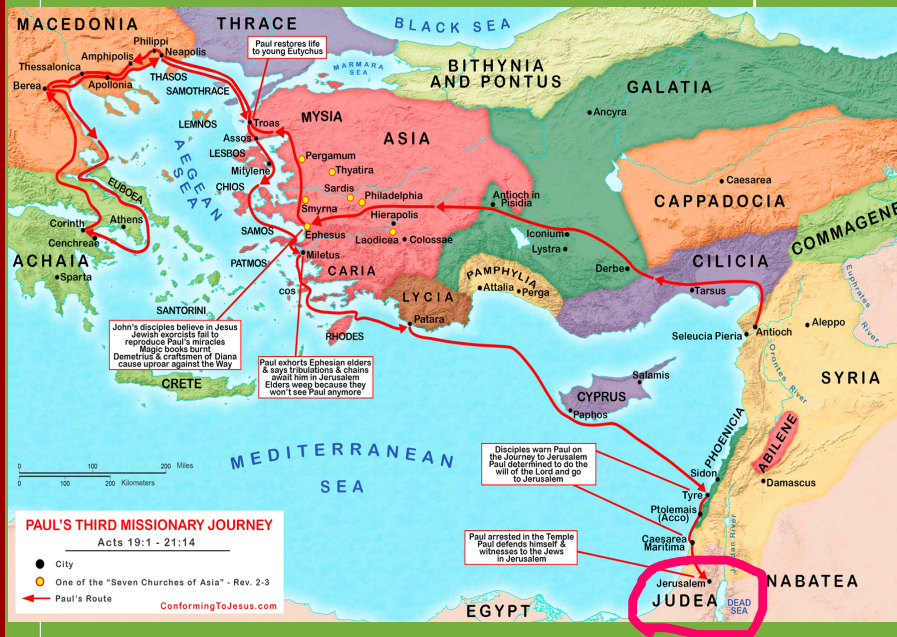 MACEDONIA
THRACE
BLACK SEA
Philippi
Neapolis
Amphipolis
Thessalonica
Apollonia
Berea
THASOS
SAMOTHRACE
Paul restores life
to young Eutychus
MARMARA
SEA
BITHYNIA
AND PONTUS
GALATIA
Ancyra
LEMNOS
Troas
MYSIA
ASIA
Assos
LESBOS
Mitylene
Pergamum
Thyatira
AEGEAN
SEA
CHIOS
Sardis
Philadelphia
Smyrna
Hierapolis
Antioch in
Pisidia
Caesarea
CAPPADOCIA
COMMAGENE
EUBOEA
Corinth
Athens
Cenchreae
SAMOS
Ephesus
Laodicea
Colossae
Iconium
Lystra
ACHAIA
Sparta
PATMOS
Miletus
CARIA
PAMPHYLIA
Attalia
Perga
Derbe
CILICIA
Tarsus
Euphrates
River
COS
LYCIA
SANTORINI
Patara
RHODES
Seleucia Pieria
Antioch
Aleppo
John's disciples believe in Jesus
Jewish exorcists fail to
reproduce Paul's miracles
Magic books burnt
Demetrius & craftsmen of Diana
cause uproar against the Way
Paul exhorts Ephesian elders
& says tribulations & chains
await him in Jerusalem
Elders weep because they
won't see Paul anymore
CRETE
Orontes River
SYRIA
Salamis
CYPRUS
Paphos
PHOENICIA
ABILENE
MEDITERRANEAN
SEA
Disciples warn Paul on
the Journey to Jerusalem
Paul determined to do the
will of the Lord and go
to Jerusalem
Sidon
Damascus
Tyre
Ptolemais
(Acco)
0 100 200 Miles
0 100 200 Kilometers
Paul arrested in the Temple
Paul defends himself &
witnesses to the Jews
in Jerusalem
Caesarea
Maritima
Jordan River
PAUL'S THIRD MISSIONARY JOURNEY
Acts 19:1 - 21:14
City
One of the "Seven Churches of Asia" - Rev. 2-3
Paul's Route
ConformingToJesus.com
Jerusalem
JUDEA
DEAD
SEA
NABATEA
EGYPT